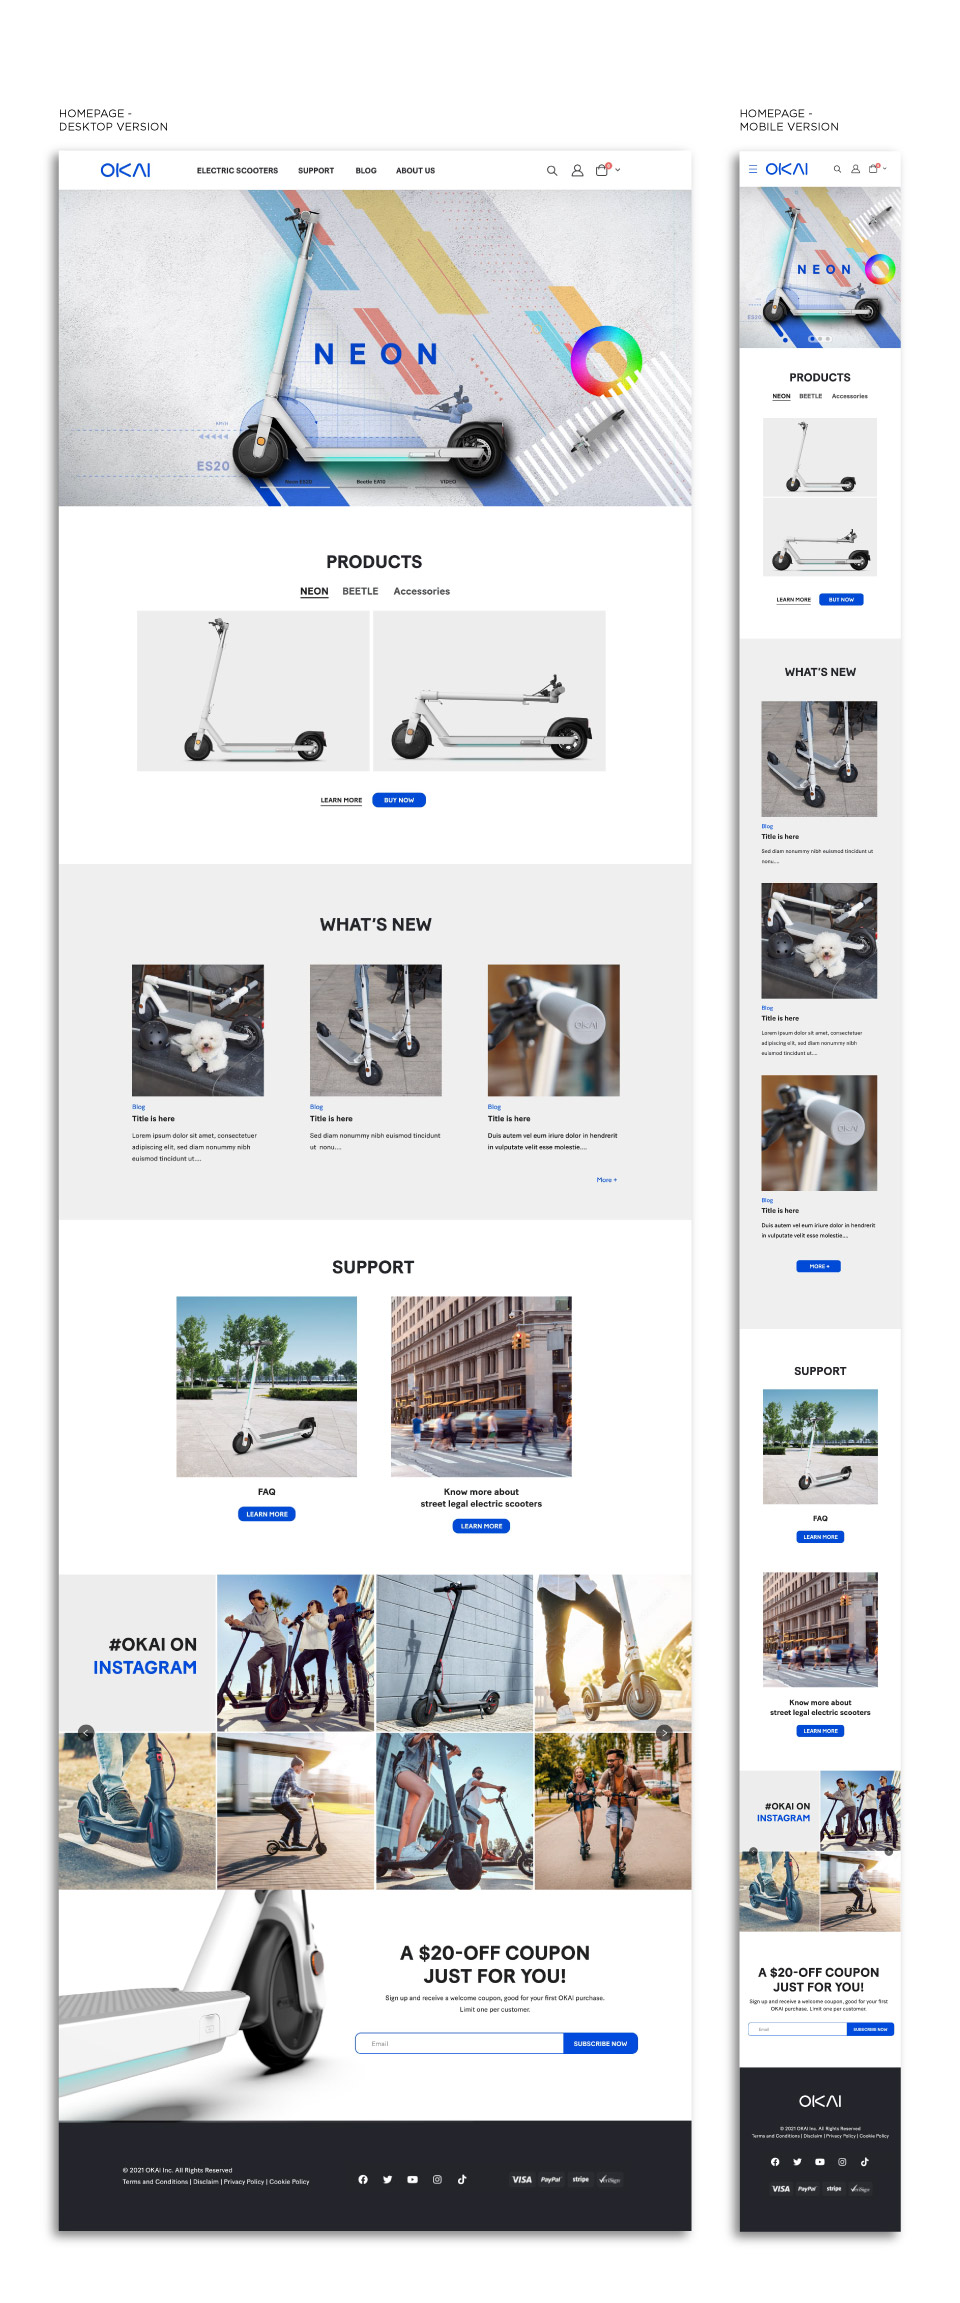 HOMEPAGE -
DESKTOP VERSION
OKAI
ELECTRIC SCOOTERS
SUPPORT
BLOG
ABOUT US
0
NEON
KM/H
ES20
Neon ES20
Beetle EA10
VIDEO
PRODUCTS
NEON
BEETLE
Accessories
LEARN MORE
BUY NOW
WHAT'S NEW
OKAI
Blog
Title is here
Lorem ipsum dolor sit amet, consectetuer
adipiscing elit, sed diam nonummy nibh
euismod tincidunt ut....
Blog
Title is here
Sed diam nonummy nibh euismod tincidunt
ut nonu....
Blog
Title is here
Duis autem vel eum iriure dolor in hendrerit
in vulputate velit esse molestie....
More +
SUPPORT
FAQ
LEARN MORE
Know more about
street legal electric scooters
LEARN MORE
#OKAI ON
INSTAGRAM
A $20-OFF COUPON
JUST FOR YOU!
Sign up and receive a welcome coupon, good for your first OKAI purchase.
Limit one per customer.
Email
SUBSCRIBE NOW
© 2021 OKAI Inc. All Rights Reserved
Terms and Conditions | Disclaim | Privacy Policy | Cookie Policy
VISA
PayPal
stripe
VeriSign
HOMEPAGE -
MOBILE VERSION
OKAI
0
NEON
ES20
PRODUCTS
NEON
BEETLE
Accessories
LEARN MORE
BUY NOW
WHAT'S NEW
Blog
Title is here
Sed diam nonummy nibh euismod tincidunt ut
nonu....
Blog
Title is here
Lorem ipsum dolor sit amet, consectetuer
adipiscing elit, sed diam nonummy nibh
euismod tincidunt ut....
OKAI
Blog
Title is here
Duis autem vel eum iriure dolor in hendrerit
in vulputate velit esse molestie....
MORE +
SUPPORT
FAQ
LEARN MORE
Know more about
street legal electric scooters
LEARN MORE
#OKAI ON
INSTAGRAM
A $20-OFF COUPON
JUST FOR YOU!
Sign up and receive a welcome coupon, good for your first
OKAI purchase. Limit one per customer.
Email
SUBSCRIBE NOW
OKAI
© 2021 OKAI Inc. All Rights Reserved
Terms and Conditions | Disclaim | Privacy Policy | Cookie Policy
VISA
PayPal
stripe
VeriSign